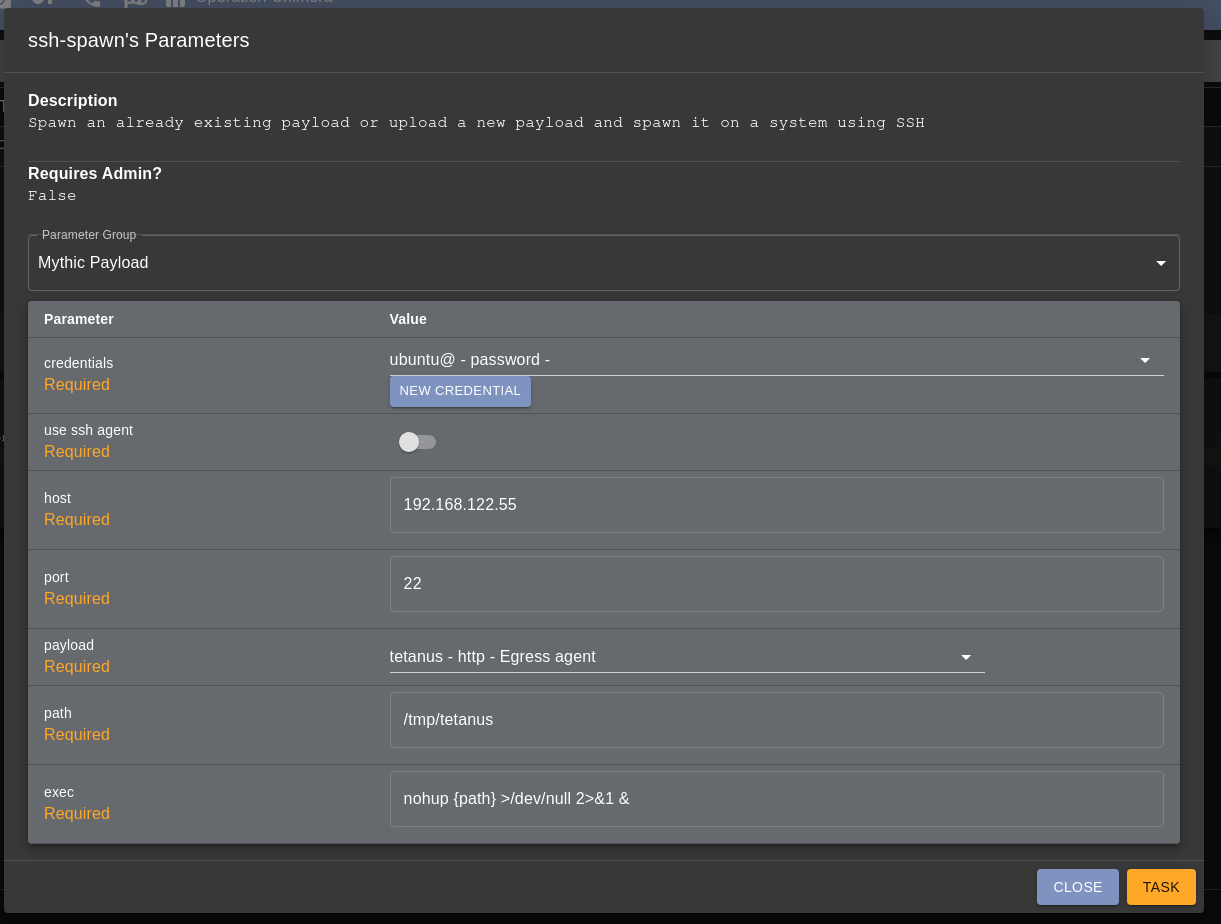 Operation Chimera
ssh-spawn's Parameters
Description
Spawn an already existing payload or upload a new payload and spawn it on a system using SSH
Requires Admin?
False
Parameter Group
Mythic Payload
Parameter Value
credentials
Required
ubuntu@ - password -
NEW CREDENTIAL
use ssh agent
Required
host
Required
192.168.122.55
port
Required
22
payload
Required
tetanus - http - Egress agent
path
Required
/tmp/tetanus
exec
Required
nohup {path} >/dev/null 2>&1 &
CLOSE TASK